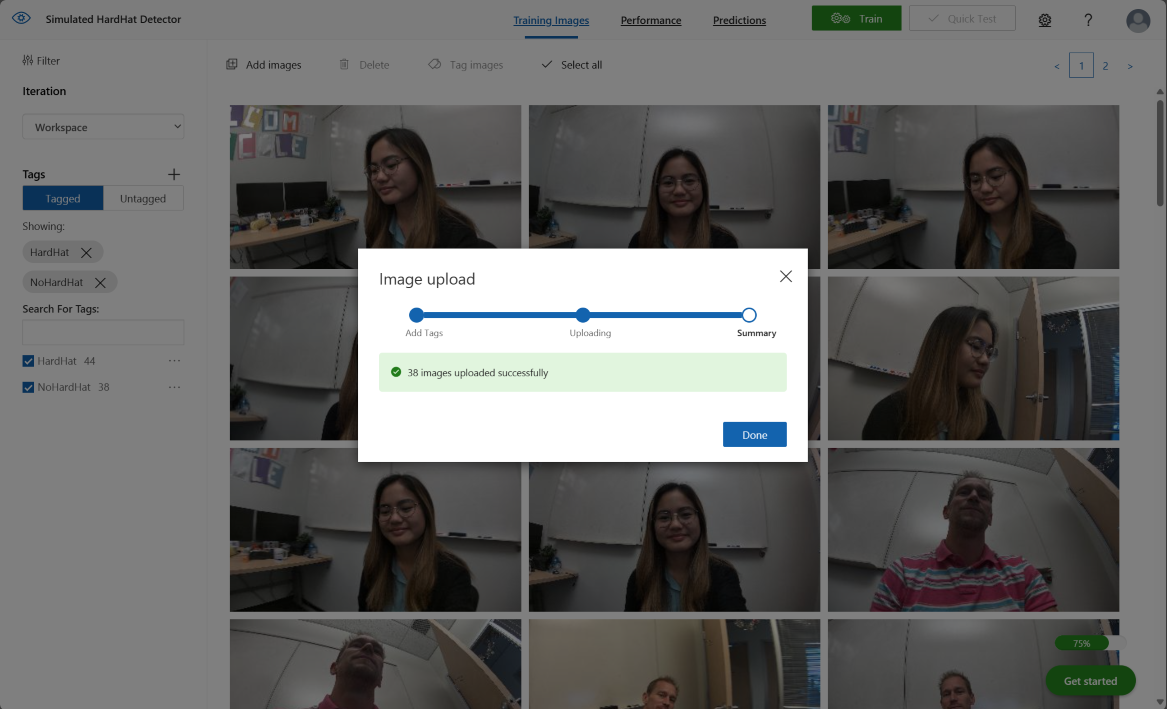 Simulated HardHat Detector
Training Images
Performance
Predictions
Train
Quick Test
?
Filter
Add images
Delete
Tag images
Select all
< 1 2 >
Iteration
Workspace
Tags
Tagged
Untagged
Showing:
HardHat
NoHardHat
Search For Tags:
HardHat 44 ...
NoHardHat 38 ...
Image upload
Add Tags
Uploading
Summary
38 images uploaded successfully
Done
75%
Get started